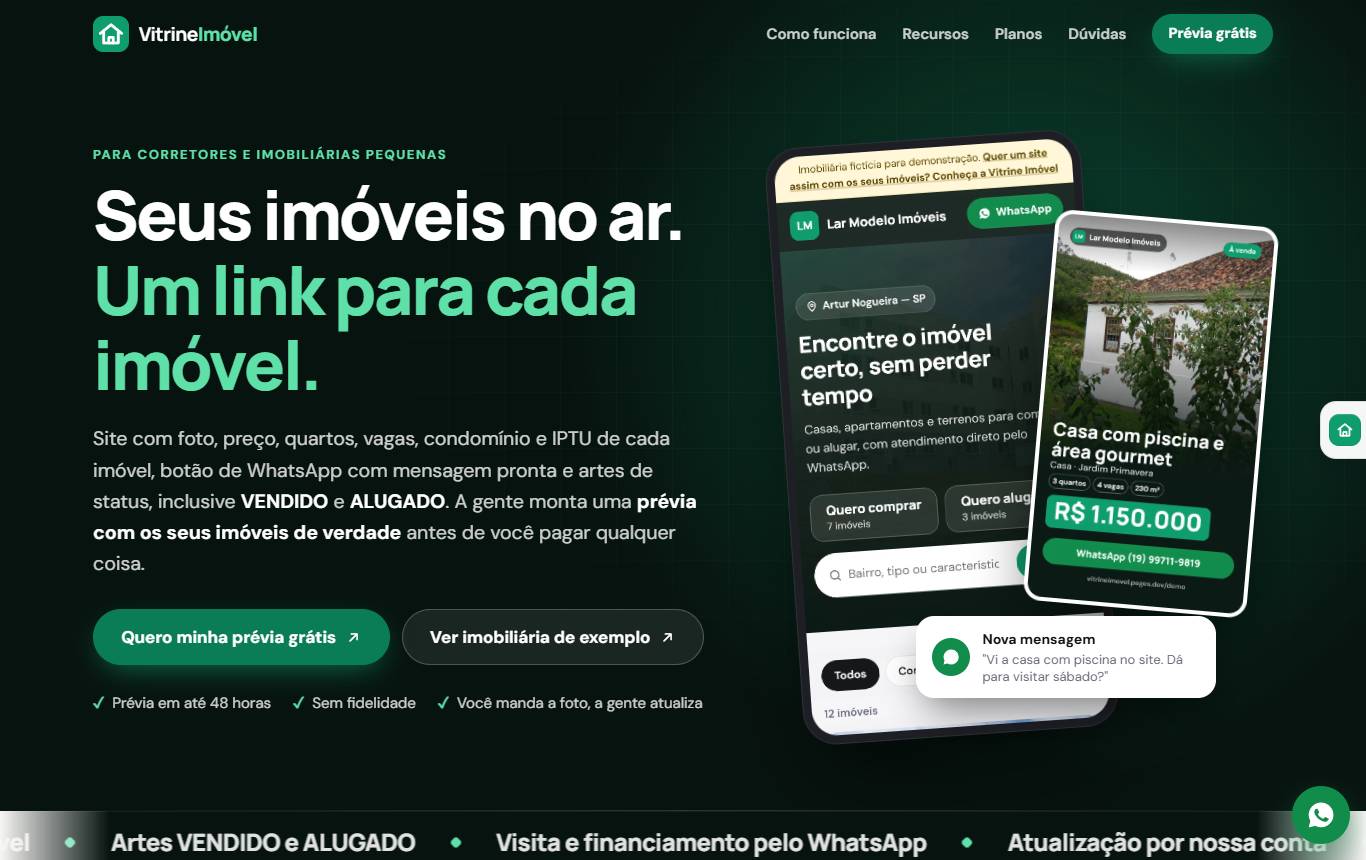 VitrineImóvel
Como funciona
Recursos
Planos
Dúvidas
Prévia grátis
PARA CORRETORES E IMOBILIÁRIAS PEQUENAS
Seus imóveis no ar.
Um link para cada
imóvel.
Site com foto, preço, quartos, vagas, condomínio e IPTU de cada
imóvel, botão de WhatsApp com mensagem pronta e artes de
status, inclusive VENDIDO e ALUGADO. A gente monta uma prévia
com os seus imóveis de verdade antes de você pagar qualquer
coisa.
Quero minha prévia grátis
Ver imobiliária de exemplo
Prévia em até 48 horas
Sem fidelidade
Você manda a foto, a gente atualiza
Imobiliária fictícia para demonstração. Quer um site
assim com os seus imóveis? Conheça a Vitrine Imóvel
LM
Lar Modelo Imóveis
WhatsApp
Artur Nogueira — SP
Encontre o imóvel
certo, sem perder
tempo
Casas, apartamentos e terrenos para com
ou alugar, com atendimento direto pelo
WhatsApp.
Quero comprar
7 imóveis
Quero alug
3 imóveis
Bairro, tipo ou característic
Todos
12 imóveis
LM
Lar Modelo Imóveis
À venda
Casa com piscina e
área gourmet
Casa · Jardim Primavera
3 quartos
4 vagas
230 m²
R$ 1.150.000
WhatsApp (19) 99711-9819
vitrineimovel.pages.dev/demo
Nova mensagem
"Vi a casa com piscina no site. Dá
para visitar sábado?"
vel
Artes VENDIDO e ALUGADO
Visita e financiamento pelo WhatsApp
Atualização por nossa conta